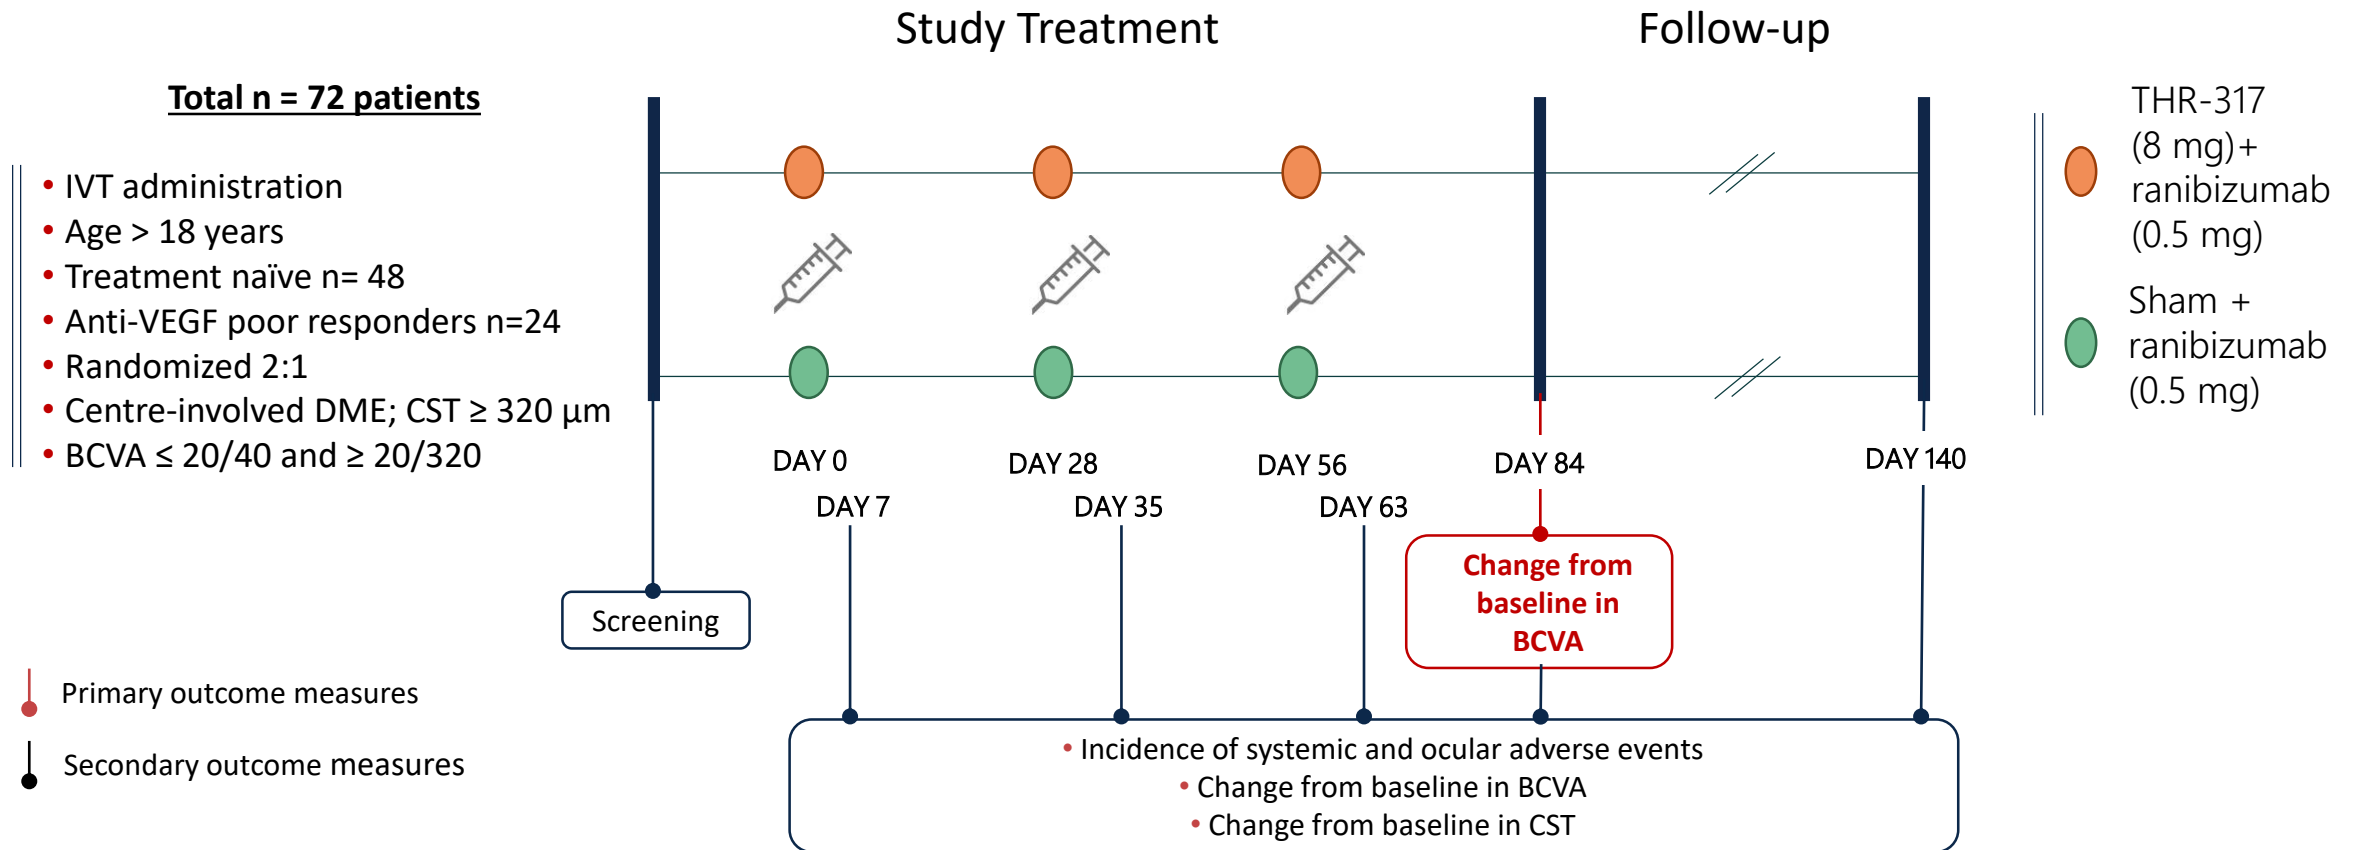 Study Treatment
Follow-up
Total n = 72 patients
• IVT administration
• Age > 18 years
• Treatment naïve n= 48
• Anti-VEGF poor responders n=24
• Randomized 2:1
• Centre-involved DME; CST ≥ 320 μm
• BCVA ≤ 20/40 and ≥ 20/320
THR-317
(8 mg)+
ranibizumab
(0.5 mg)
Sham +
ranibizumab
(0.5 mg)
DAY 0
DAY 28
DAY 56
DAY 84
DAY 140
DAY 7
DAY 35
DAY 63
Screening
Change from
baseline in
BCVA
Primary outcome measures
Secondary outcome measures
• Incidence of systemic and ocular adverse events
• Change from baseline in BCVA
• Change from baseline in CST